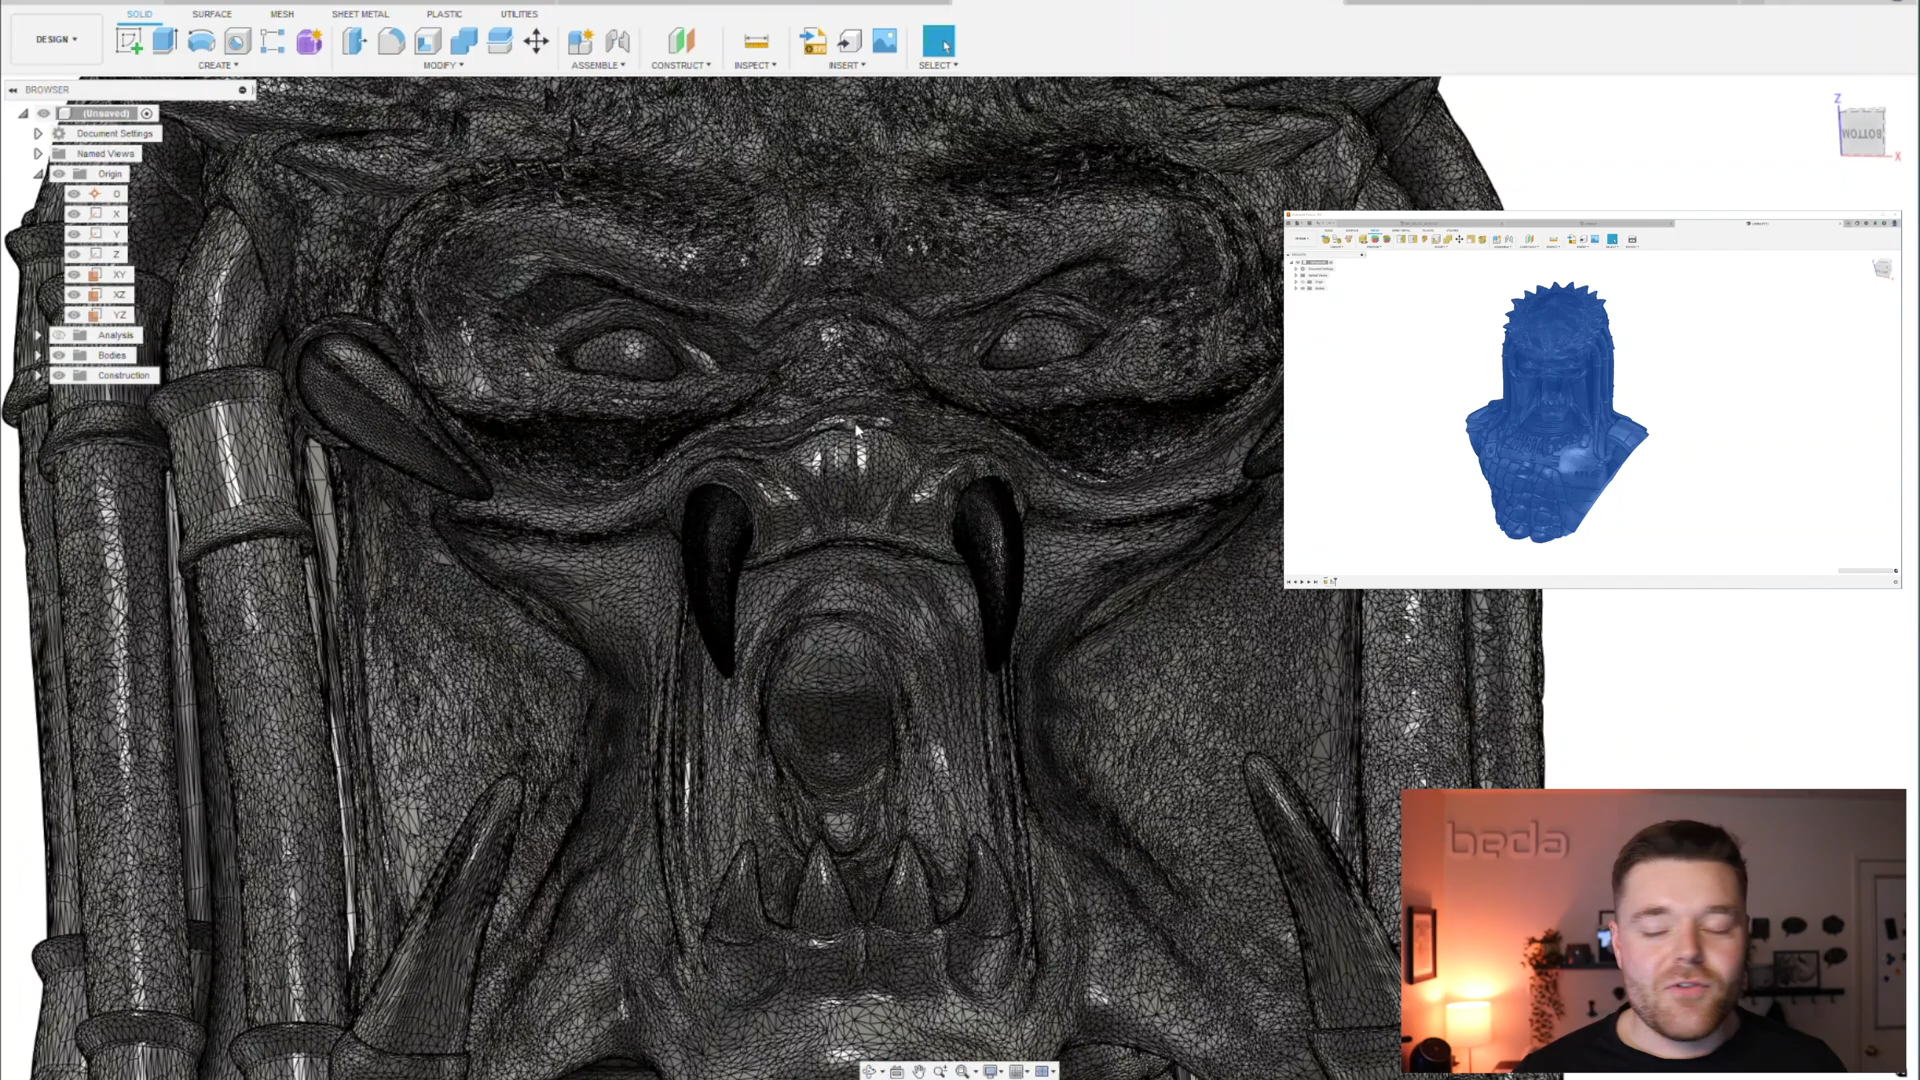 SOLID SURFACE MESH SHEET METAL PLASTIC UTILITIES
DESIGN
CREATE MODIFY ASSEMBLE CONSTRUCT INSPECT INSERT SELECT
BROWSER
(Unsaved)
Document Settings
Named Views
Origin
O
X
Y
Z
XY
XZ
YZ
Analysis
Bodies
Construction
Z
BOTTOM
X
beda